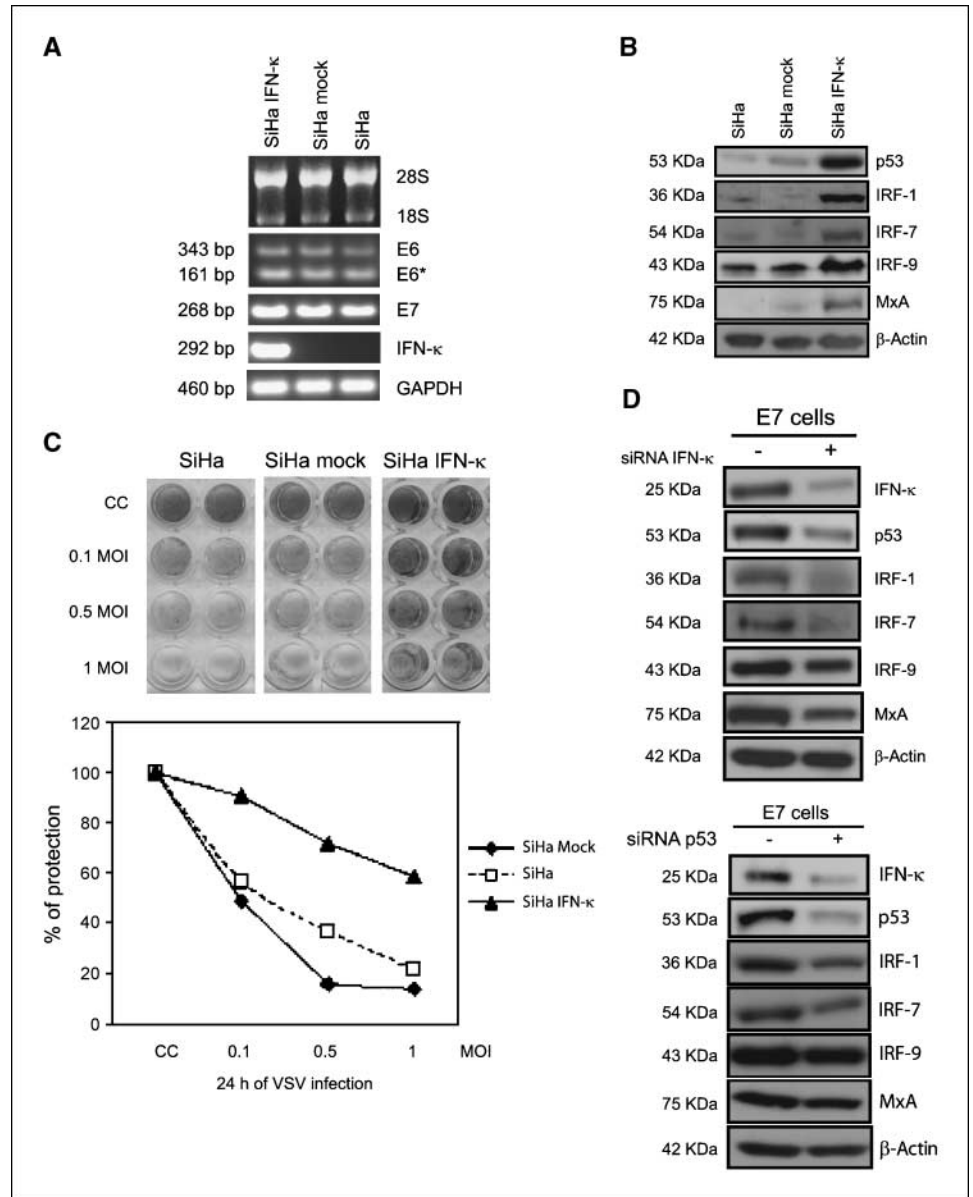 A
SiHa IFN-κ
SiHa mock
SiHa
28S
18S
343 bp E6
161 bp E6*
268 bp E7
292 bp IFN-κ
460 bp GAPDH
B
SiHa
SiHa mock
SiHa IFN-κ
53 KDa p53
36 KDa IRF-1
54 KDa IRF-7
43 KDa IRF-9
75 KDa MxA
42 KDa β-Actin
C
SiHa SiHa mock SiHa IFN-κ
CC
0.1 MOI
0.5 MOI
1 MOI
120
100
80
60
40
20
0
% of protection
SiHa Mock
SiHa
SiHa IFN-κ
CC 0.1 0.5 1 MOI
24 h of VSV infection
D
E7 cells
siRNA IFN-κ - +
25 KDa IFN-κ
53 KDa p53
36 KDa IRF-1
54 KDa IRF-7
43 KDa IRF-9
75 KDa MxA
42 KDa β-Actin
E7 cells
siRNA p53 - +
25 KDa IFN-κ
53 KDa p53
36 KDa IRF-1
54 KDa IRF-7
43 KDa IRF-9
75 KDa MxA
42 KDa β-Actin